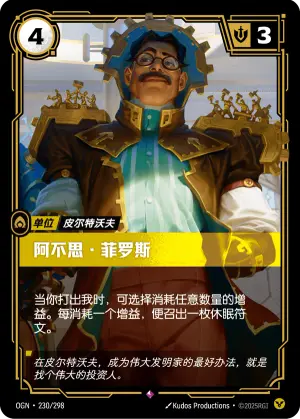 4
3
单位 皮尔特沃夫
阿不思·菲罗斯
当你打出我时，可选择消耗任意数量的增
益。每消耗一个增益，便召出一枚休眠符
文。
在皮尔特沃夫，成为伟大发明家的最好办法，就是
找个伟大的投资人。
OGN • 230/298
Kudos Productions • ©2025RGI